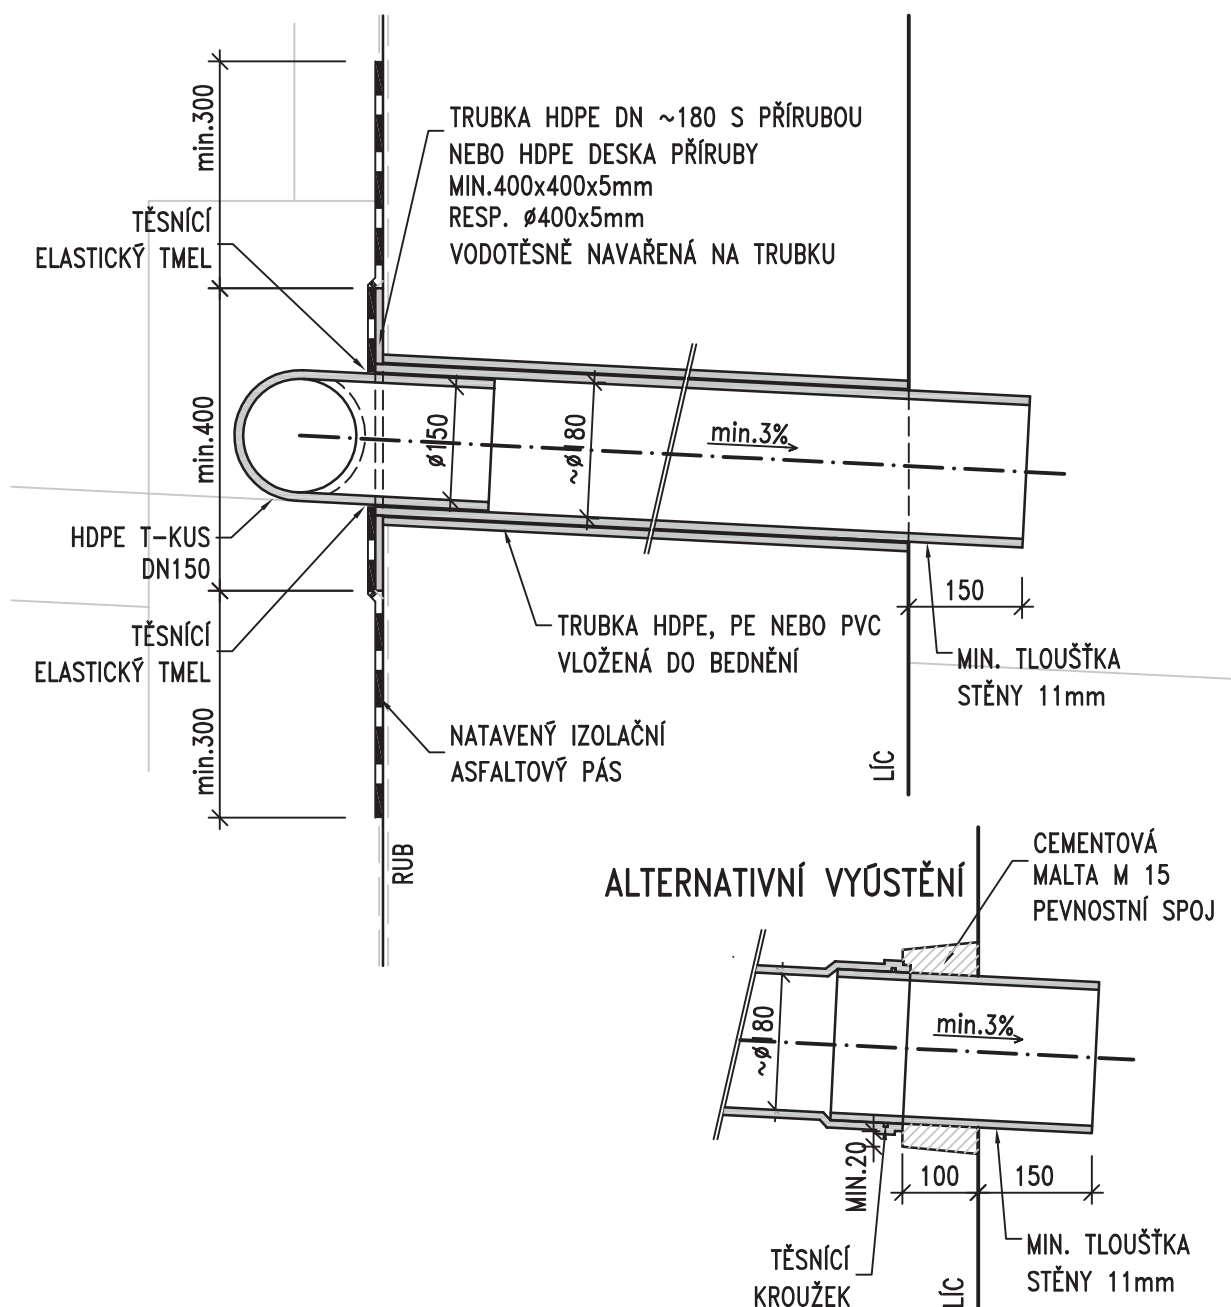 min.300
TRUBKA HDPE DN ~180 S PŘÍRUBOU
NEBO HDPE DESKA PŘÍRUBY
MIN.400x400x5mm
RESP. ø400x5mm
VODOTĚSNĚ NAVAŘENÁ NA TRUBKU
TĚSNÍCÍ
ELASTICKÝ TMEL
min.400
ø150
~ø180
min.3%
HDPE T-KUS
DN150
TĚSNÍCÍ
ELASTICKÝ TMEL
min.300
TRUBKA HDPE, PE NEBO PVC
VLOŽENÁ DO BEDNĚNÍ
150
MIN. TLOUŠŤKA
STĚNY 11mm
NATAVENÝ IZOLAČNÍ
ASFALTOVÝ PÁS
LÍC
RUB
ALTERNATIVNÍ VYÚSTĚNÍ
CEMENTOVÁ
MALTA M 15
PEVNOSTNÍ SPOJ
~ø180
min.3%
MIN.20
100
150
TĚSNÍCÍ
KROUŽEK
MIN. TLOUŠŤKA
STĚNY 11mm
LÍC